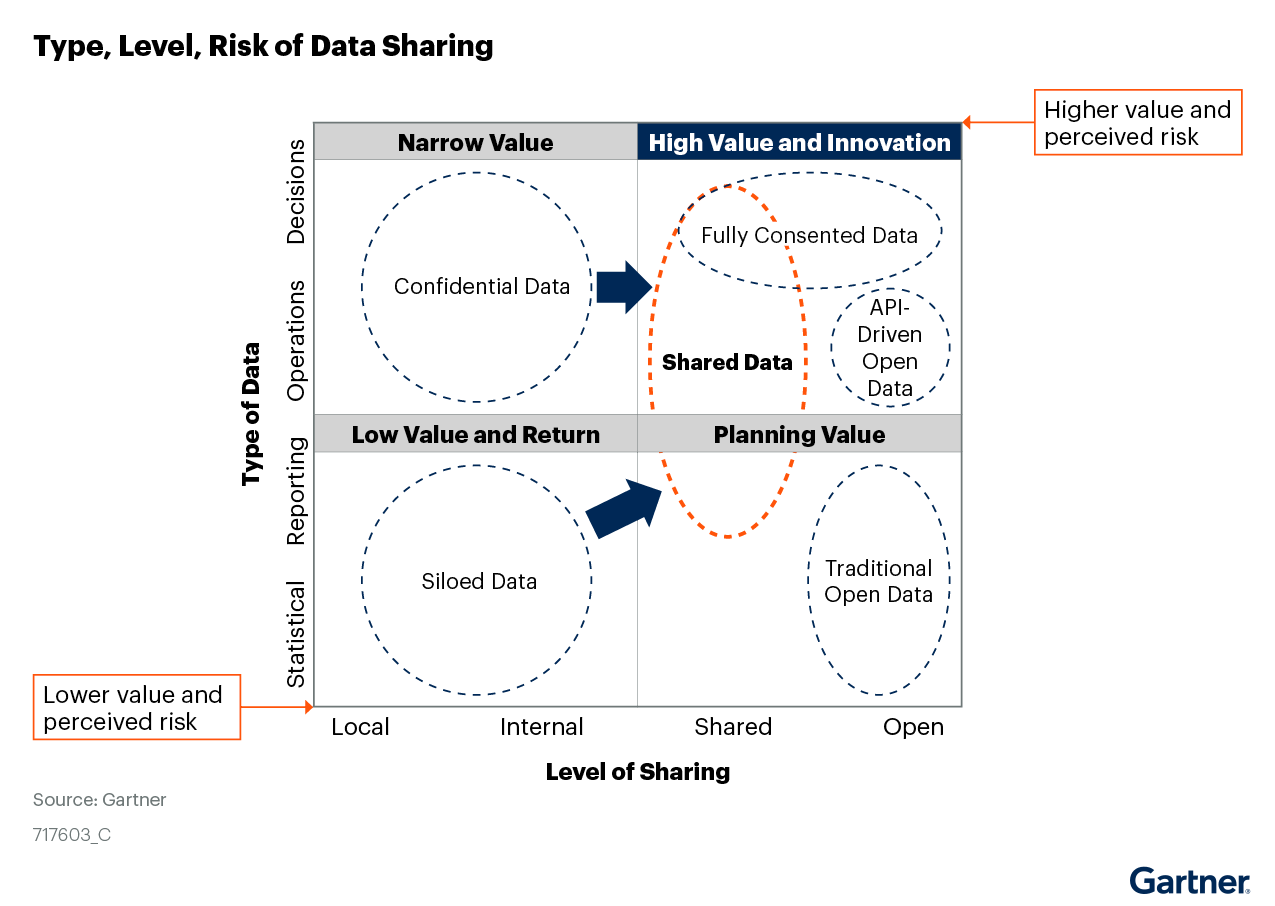 Type, Level, Risk of Data Sharing
Higher value and
perceived risk
Narrow Value
High Value and Innovation
Decisions
Operations
Reporting
Statistical
Type of Data
Confidential Data
Fully Consented Data
API-
Driven
Open
Data
Shared Data
Low Value and Return
Planning Value
Siloed Data
Traditional
Open Data
Lower value and
perceived risk
Local
Internal
Shared
Open
Level of Sharing
Source: Gartner
717603_C
Gartner®